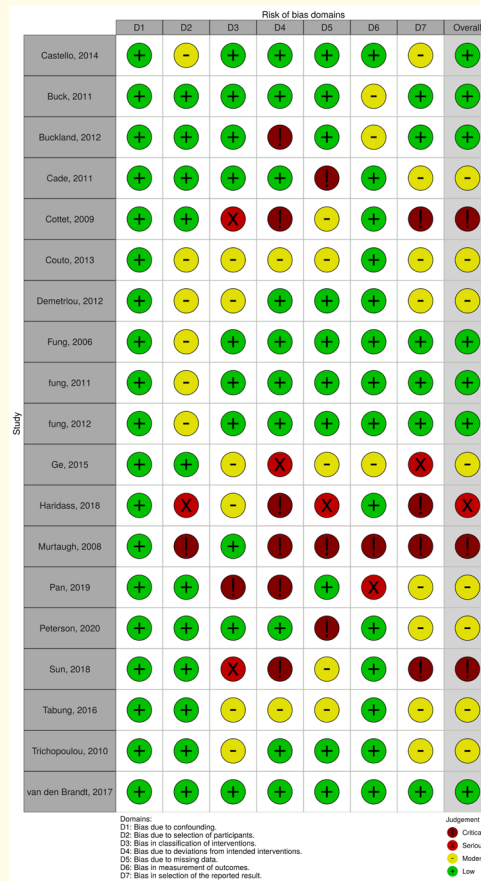 Risk of bias domains
D1 D2 D3 D4 D5 D6 D7 Overall
Study
Castello, 2014 + - + + + + - +
Buck, 2011 + + + + + - + +
Buckland, 2012 + + + ! + - + +
Cade, 2011 + + + + ! + - -
Cottet, 2009 + + X ! - + ! !
Couto, 2013 + - - - - + - -
Demetriou, 2012 + - - + + + - -
Fung, 2006 + - + + + + + +
fung, 2011 + - + + + + + +
fung, 2012 + - + + + + + +
Ge, 2015 + + - X - - X -
Haridass, 2018 + X - ! X + ! X
Murtaugh, 2008 + ! + ! ! ! ! !
Pan, 2019 + + ! ! + X - -
Peterson, 2020 + + + + ! + - -
Sun, 2018 + + X ! - + ! !
Tabung, 2016 + + - - - + - -
Trichopoulou, 2010 + + - + + + - -
van den Brandt, 2017 + + + + + + + +
Domains:
D1: Bias due to confounding.
D2: Bias due to selection of participants.
D3: Bias in classification of interventions.
D4: Bias due to deviations from intended interventions.
D5: Bias due to missing data.
D6: Bias in measurement of outcomes.
D7: Bias in selection of the reported result.
Judgement
! Critica
X Seriou
- Moder
+ Low